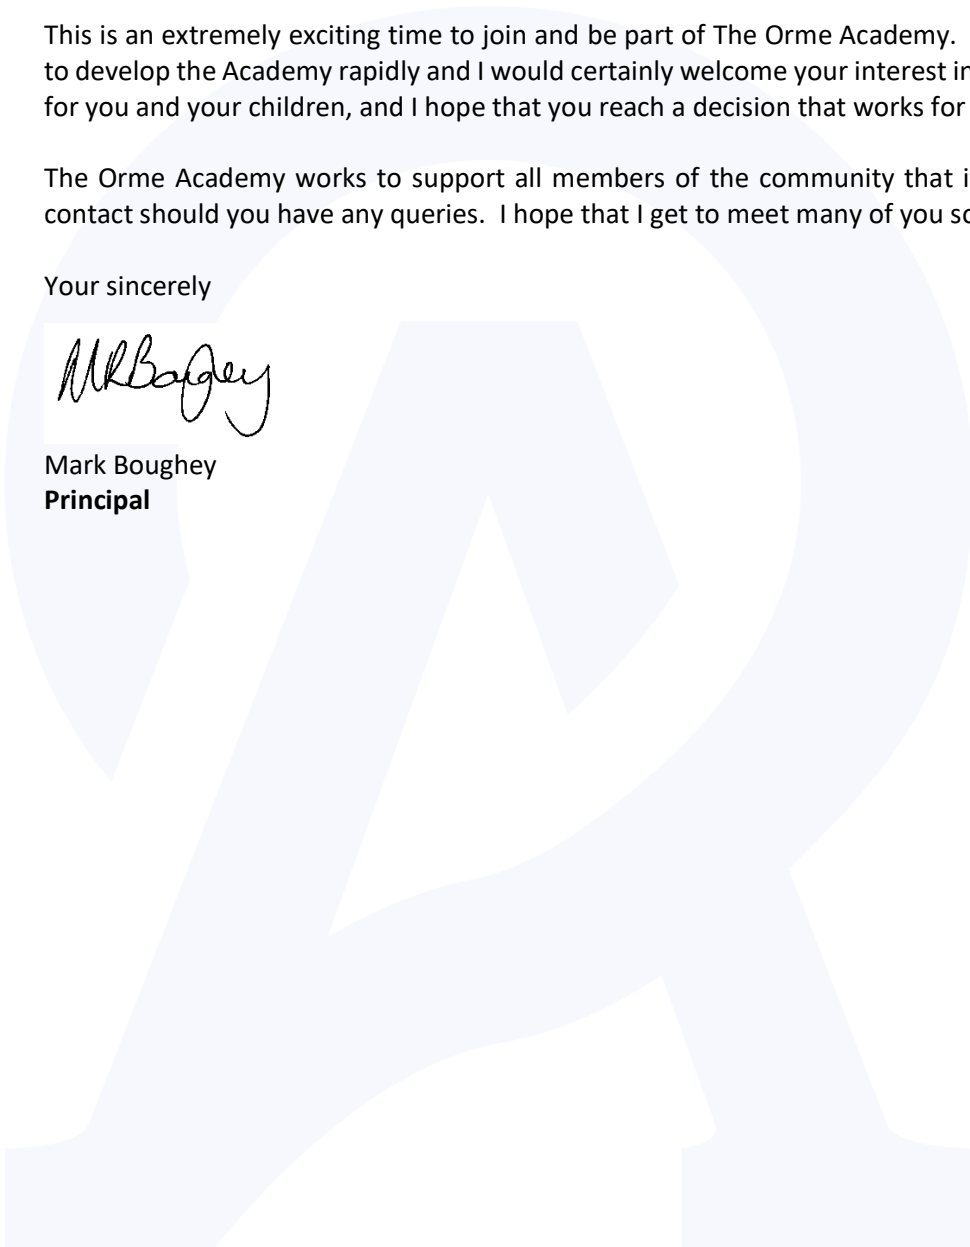 This is an extremely exciting time to join and be part of The Orme Academy.
to develop the Academy rapidly and I would certainly welcome your interest in
for you and your children, and I hope that you reach a decision that works for
The Orme Academy works to support all members of the community that i
contact should you have any queries.  I hope that I get to meet many of you so
Your sincerely
MRBoughey
Mark Boughey
Principal